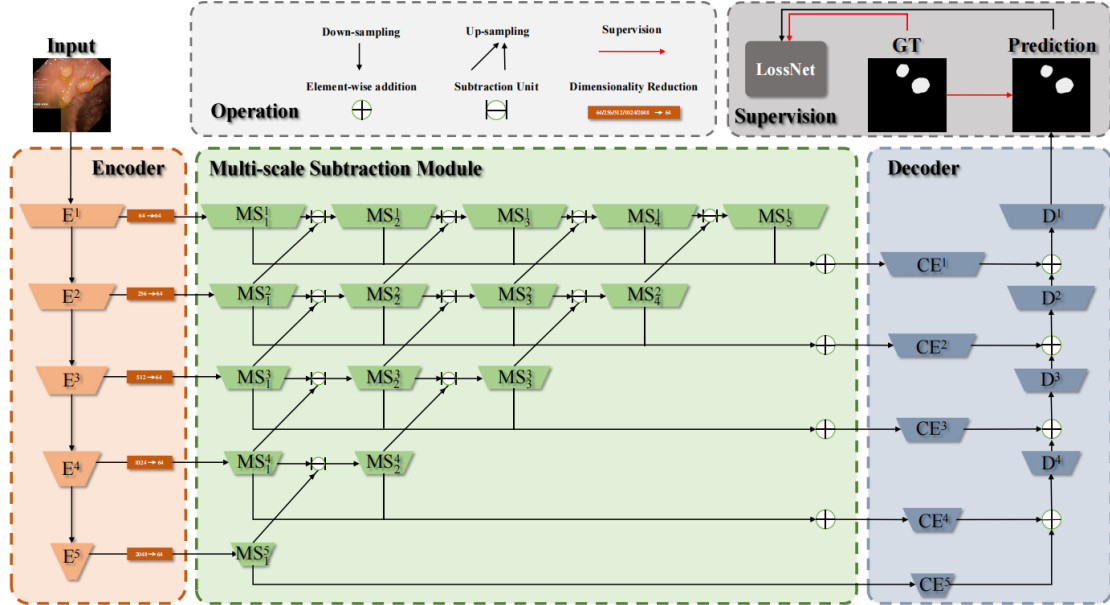 Input
Down-sampling
Up-sampling
Supervision
Element-wise addition
Subtraction Unit
Dimensionality Reduction
64/256/512/1024/2048 → 64
Operation
LossNet
GT
Prediction
Supervision
Encoder
Multi-scale Subtraction Module
Decoder
E¹
64 → 64
MS₁¹
MS₂¹
MS₃¹
MS₄¹
MS₅¹
D¹
CE¹
E²
256 → 64
MS₁²
MS₂²
MS₃²
MS₄²
D²
CE²
E³
512 → 64
MS₁³
MS₂³
MS₃³
D³
CE³
E⁴
1024 → 64
MS₁⁴
MS₂⁴
D⁴
CE⁴
E⁵
2048 → 64
MS₁⁵
CE⁵